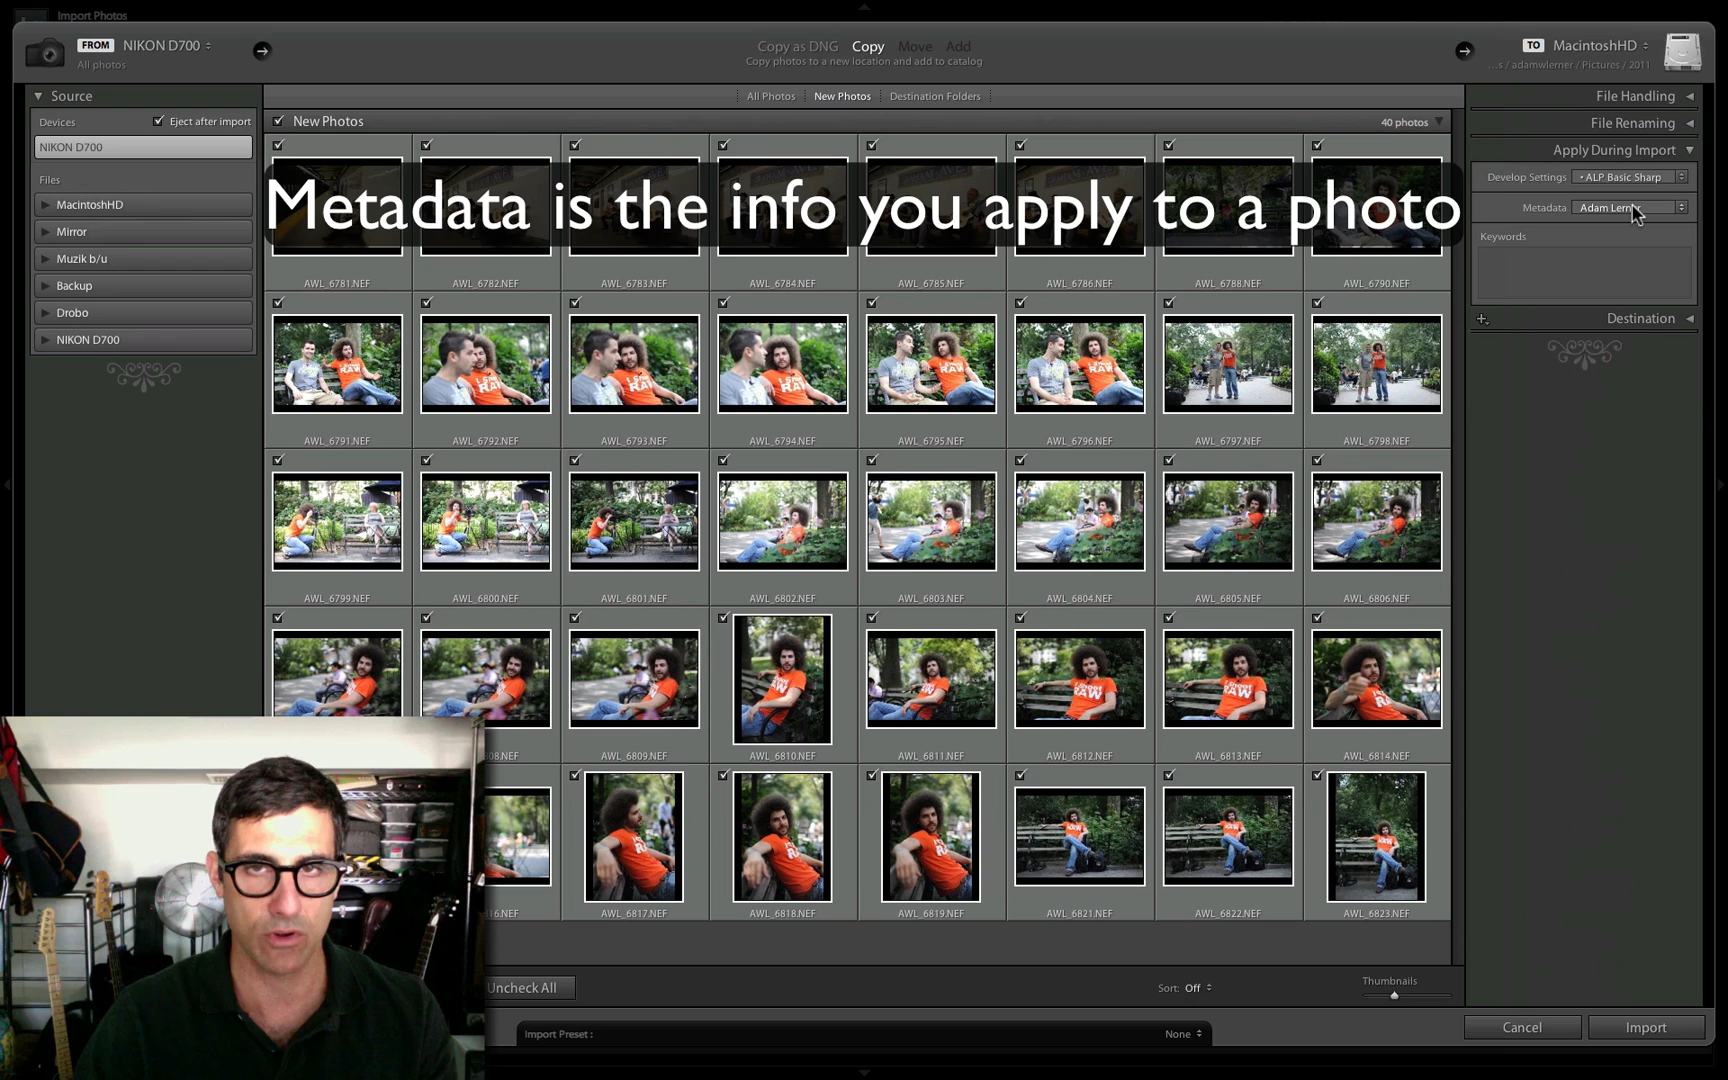 Import Photos
FROM NIKON D700
All photos
Copy as DNG Copy Move Add
Copy photos to a new location and add to catalog
TO MacintoshHD
...s / adamwlerner / Pictures / 2011
Source
Devices Eject after import
NIKON D700
Files
MacintoshHD
Mirror
Muzik b/u
Backup
Drobo
NIKON D700
All Photos New Photos Destination Folders
New Photos 40 photos
Metadata is the info you apply to a photo
AWL_6781.NEF AWL_6782.NEF AWL_6783.NEF AWL_6784.NEF AWL_6785.NEF AWL_6786.NEF AWL_6788.NEF AWL_6790.NEF
AWL_6791.NEF AWL_6792.NEF AWL_6793.NEF AWL_6794.NEF AWL_6795.NEF AWL_6796.NEF AWL_6797.NEF AWL_6798.NEF
AWL_6799.NEF AWL_6800.NEF AWL_6801.NEF AWL_6802.NEF AWL_6803.NEF AWL_6804.NEF AWL_6805.NEF AWL_6806.NEF
08.NEF AWL_6809.NEF AWL_6810.NEF AWL_6811.NEF AWL_6812.NEF AWL_6813.NEF AWL_6814.NEF
16.NEF AWL_6817.NEF AWL_6818.NEF AWL_6819.NEF AWL_6821.NEF AWL_6822.NEF AWL_6823.NEF
File Handling
File Renaming
Apply During Import
Develop Settings • ALP Basic Sharp
Metadata Adam Lerner
Keywords
Destination
Uncheck All
Sort: Off
Thumbnails
Import Preset : None
Cancel Import